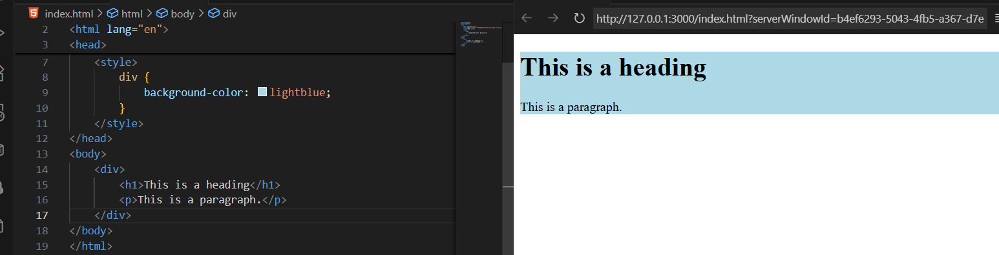 index.html > html > body > div
2 <html lang="en">
3 <head>
7 <style>
8 div {
9 background-color: lightblue;
10 }
11 </style>
12 </head>
13 <body>
14 <div>
15 <h1>This is a heading</h1>
16 <p>This is a paragraph.</p>
17 </div>
18 </body>
19 </html>
http://127.0.0.1:3000/index.html?serverWindowId=b4ef6293-5043-4fb5-a367-d7e
This is a heading
This is a paragraph.